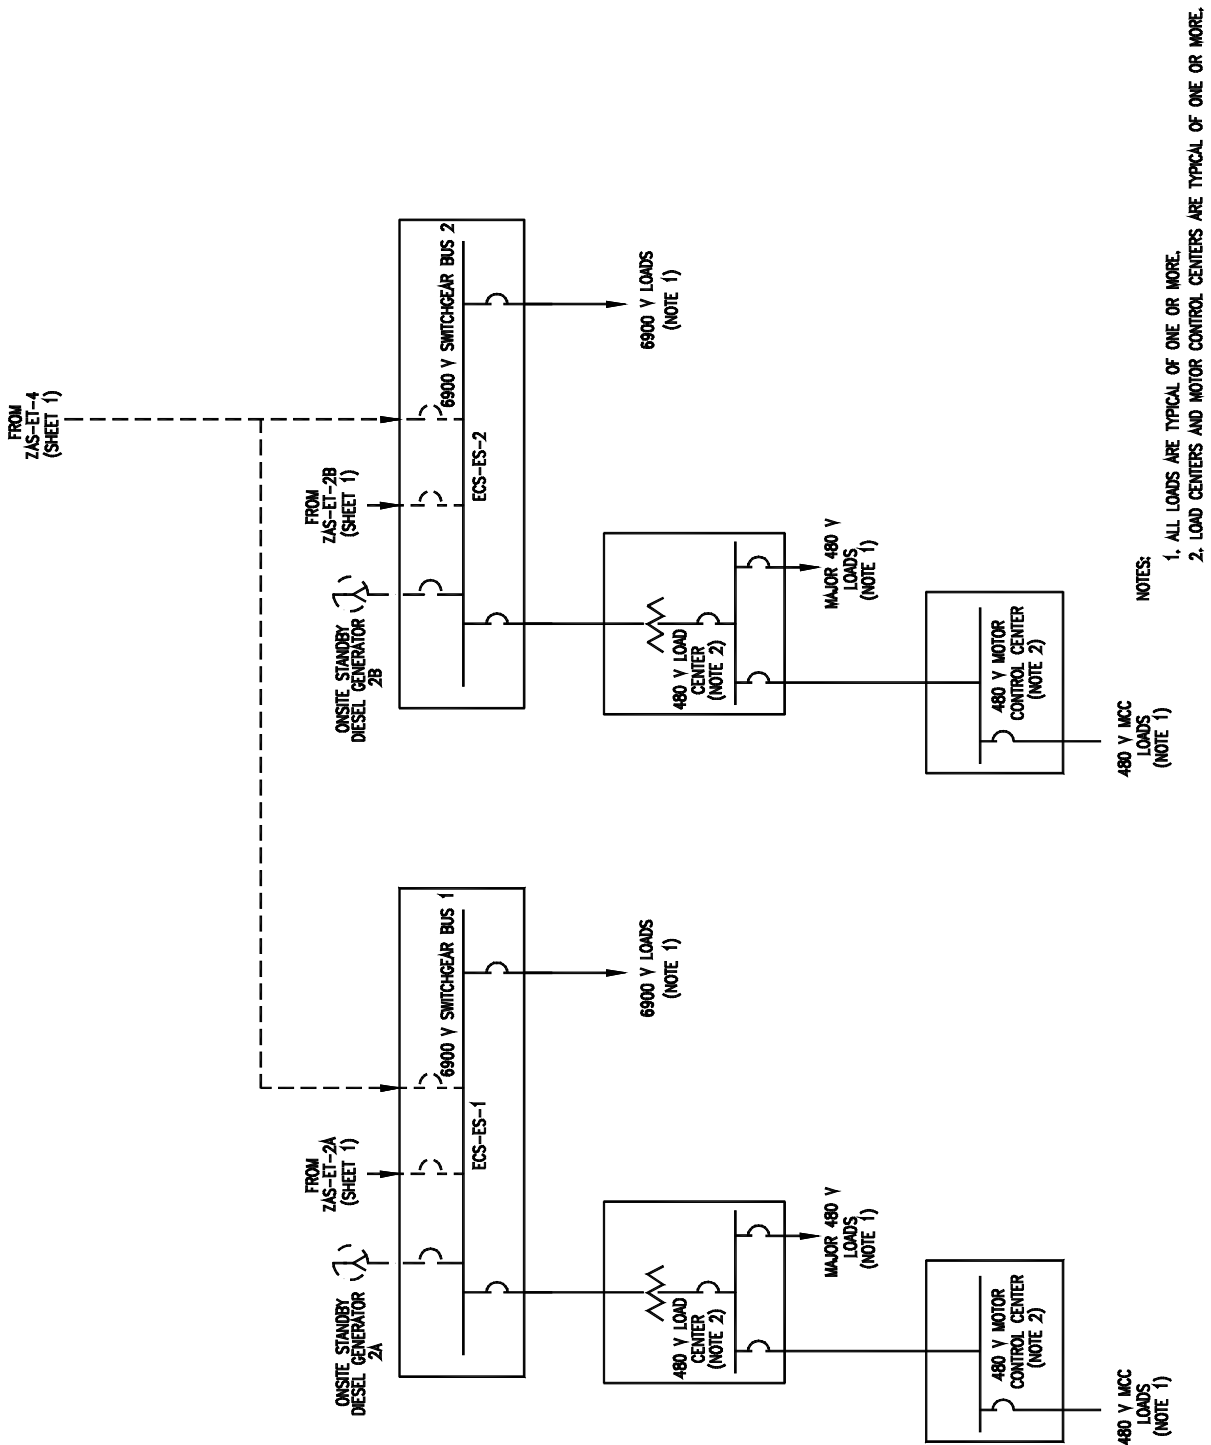 FROM
ZAS-ET-4
(SHEET 1)
ONSITE STANDBY
DIESEL GENERATOR
2A
FROM
ZAS-ET-2A
(SHEET 1)
6900 V SWITCHGEAR BUS 1
ECS-ES-1
6900 V LOADS
(NOTE 1)
480 V LOAD
CENTER
(NOTE 2)
MAJOR 480 V
LOADS
(NOTE 1)
480 V MOTOR
CONTROL CENTER
(NOTE 2)
480 V MCC
LOADS
(NOTE 1)
ONSITE STANDBY
DIESEL GENERATOR
2B
FROM
ZAS-ET-2B
(SHEET 1)
6900 V SWITCHGEAR BUS 2
ECS-ES-2
6900 V LOADS
(NOTE 1)
480 V LOAD
CENTER
(NOTE 2)
MAJOR 480 V
LOADS
(NOTE 1)
480 V MOTOR
CONTROL CENTER
(NOTE 2)
480 V MCC
LOADS
(NOTE 1)
NOTES:
1. ALL LOADS ARE TYPICAL OF ONE OR MORE.
2. LOAD CENTERS AND MOTOR CONTROL CENTERS ARE TYPICAL OF ONE OR MORE.